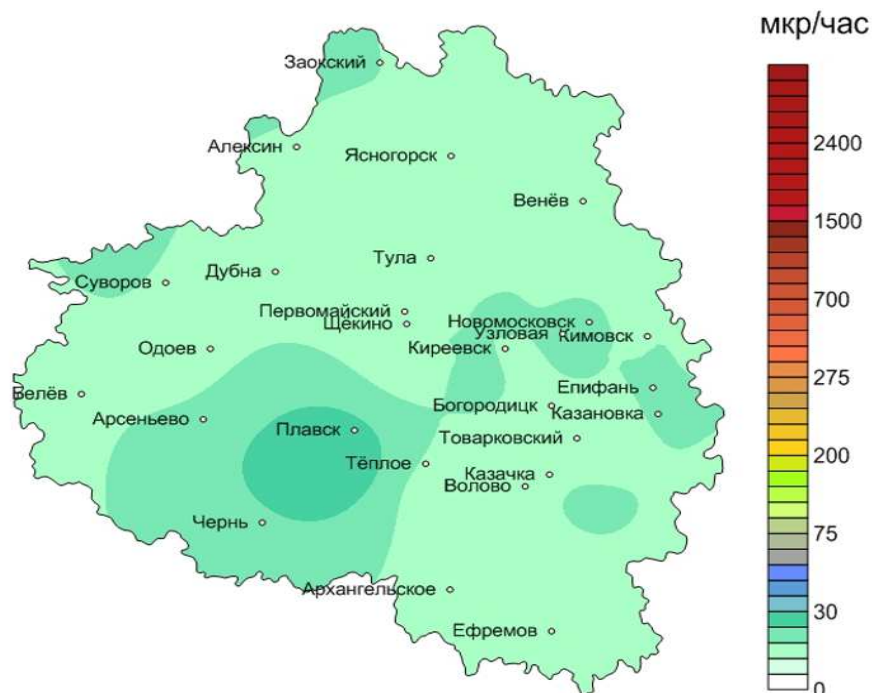 мкр/час
Заокский
Алексин
Ясногорск
Венёв
Тула
Дубна
Суворов
Первомайский
Щёкино
Новомосковск
Узловая
Кимовск
Киреевск
Одоев
Белёв
Епифань
Богородицк
Казановка
Арсеньево
Плавск
Товарковский
Тёплое
Казачка
Волово
Чернь
Архангельское
Ефремов
2400
1500
700
275
200
75
30
0